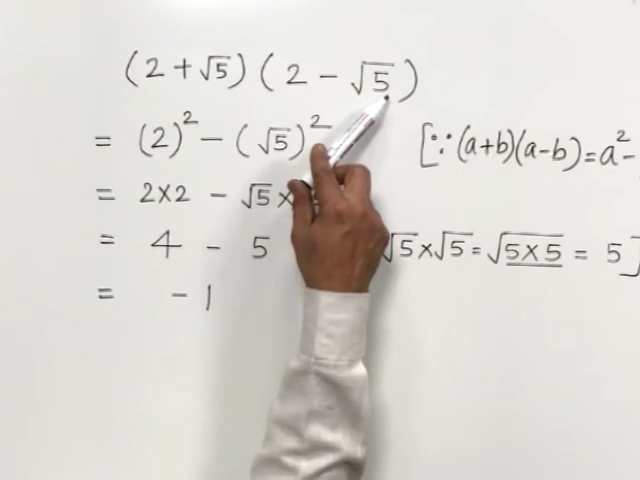 (2 + √5) (2 - √5)
= (2)² - (√5)² [∵ (a+b)(a-b) = a² -
= 2×2 - √5 ×
= 4 - 5 √5 × √5 = √5×5 = 5]
= -1